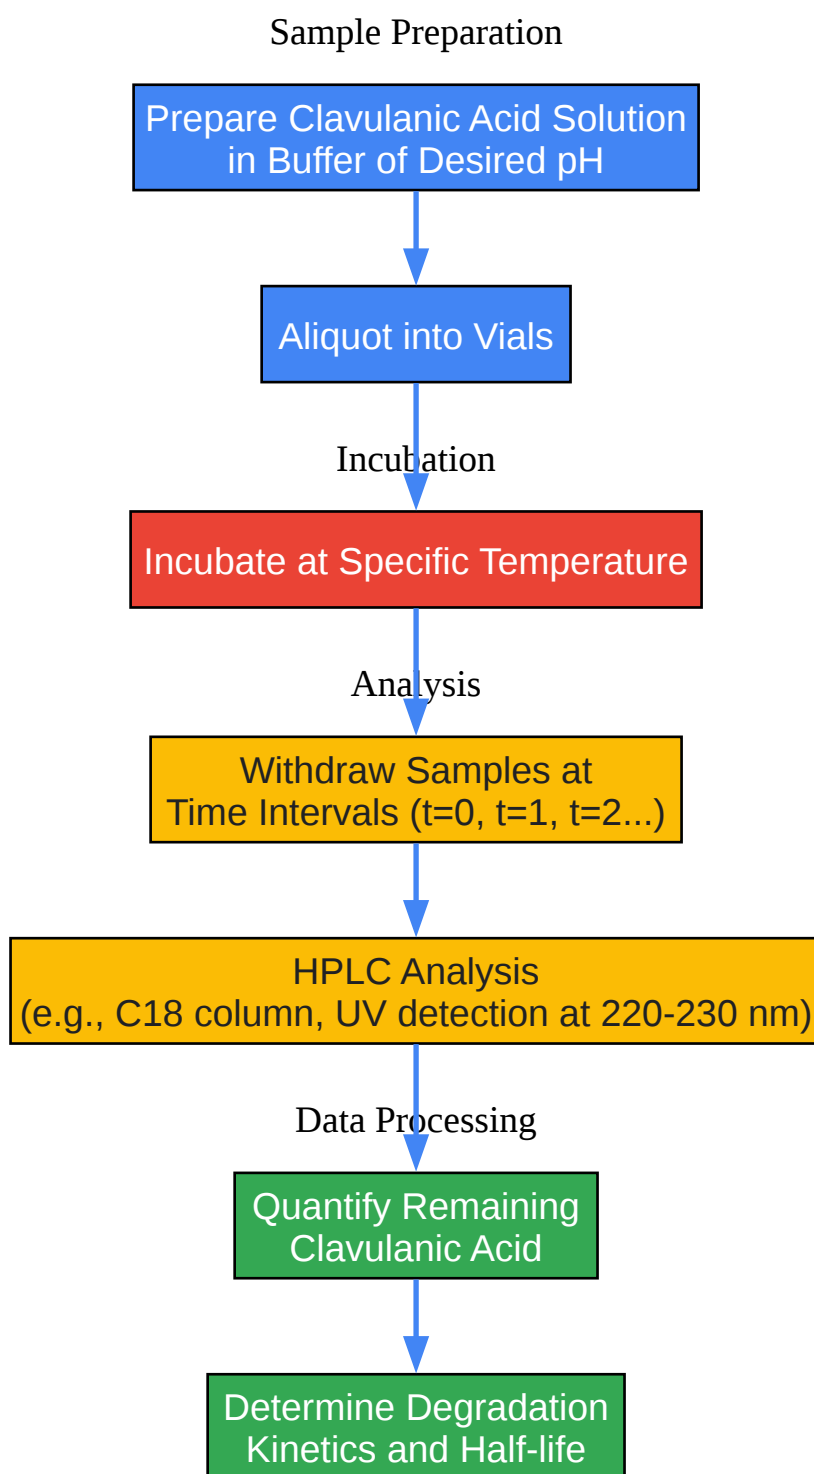 Sample Preparation
Prepare Clavulanic Acid Solution
in Buffer of Desired pH
Aliquot into Vials
Incubation
Incubate at Specific Temperature
Analysis
Withdraw Samples at
Time Intervals (t=0, t=1, t=2...)
HPLC Analysis
(e.g., C18 column, UV detection at 220-230 nm)
Data Processing
Quantify Remaining
Clavulanic Acid
Determine Degradation
Kinetics and Half-life